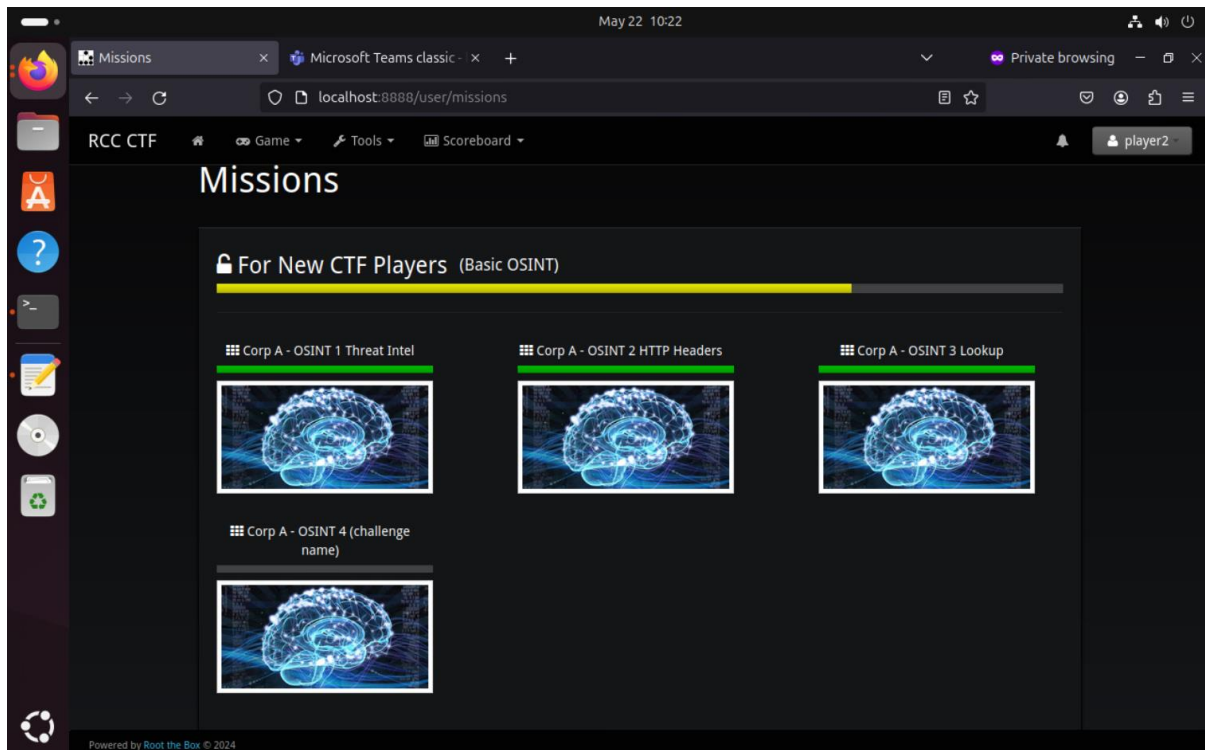 May 22 10:22
Missions
Microsoft Teams classic -
Private browsing
localhost:8888/user/missions
RCC CTF
Game
Tools
Scoreboard
player2
Missions
For New CTF Players (Basic OSINT)
Corp A - OSINT 1 Threat Intel
Corp A - OSINT 2 HTTP Headers
Corp A - OSINT 3 Lookup
Corp A - OSINT 4 (challenge
name)
Powered by Root the Box © 2024